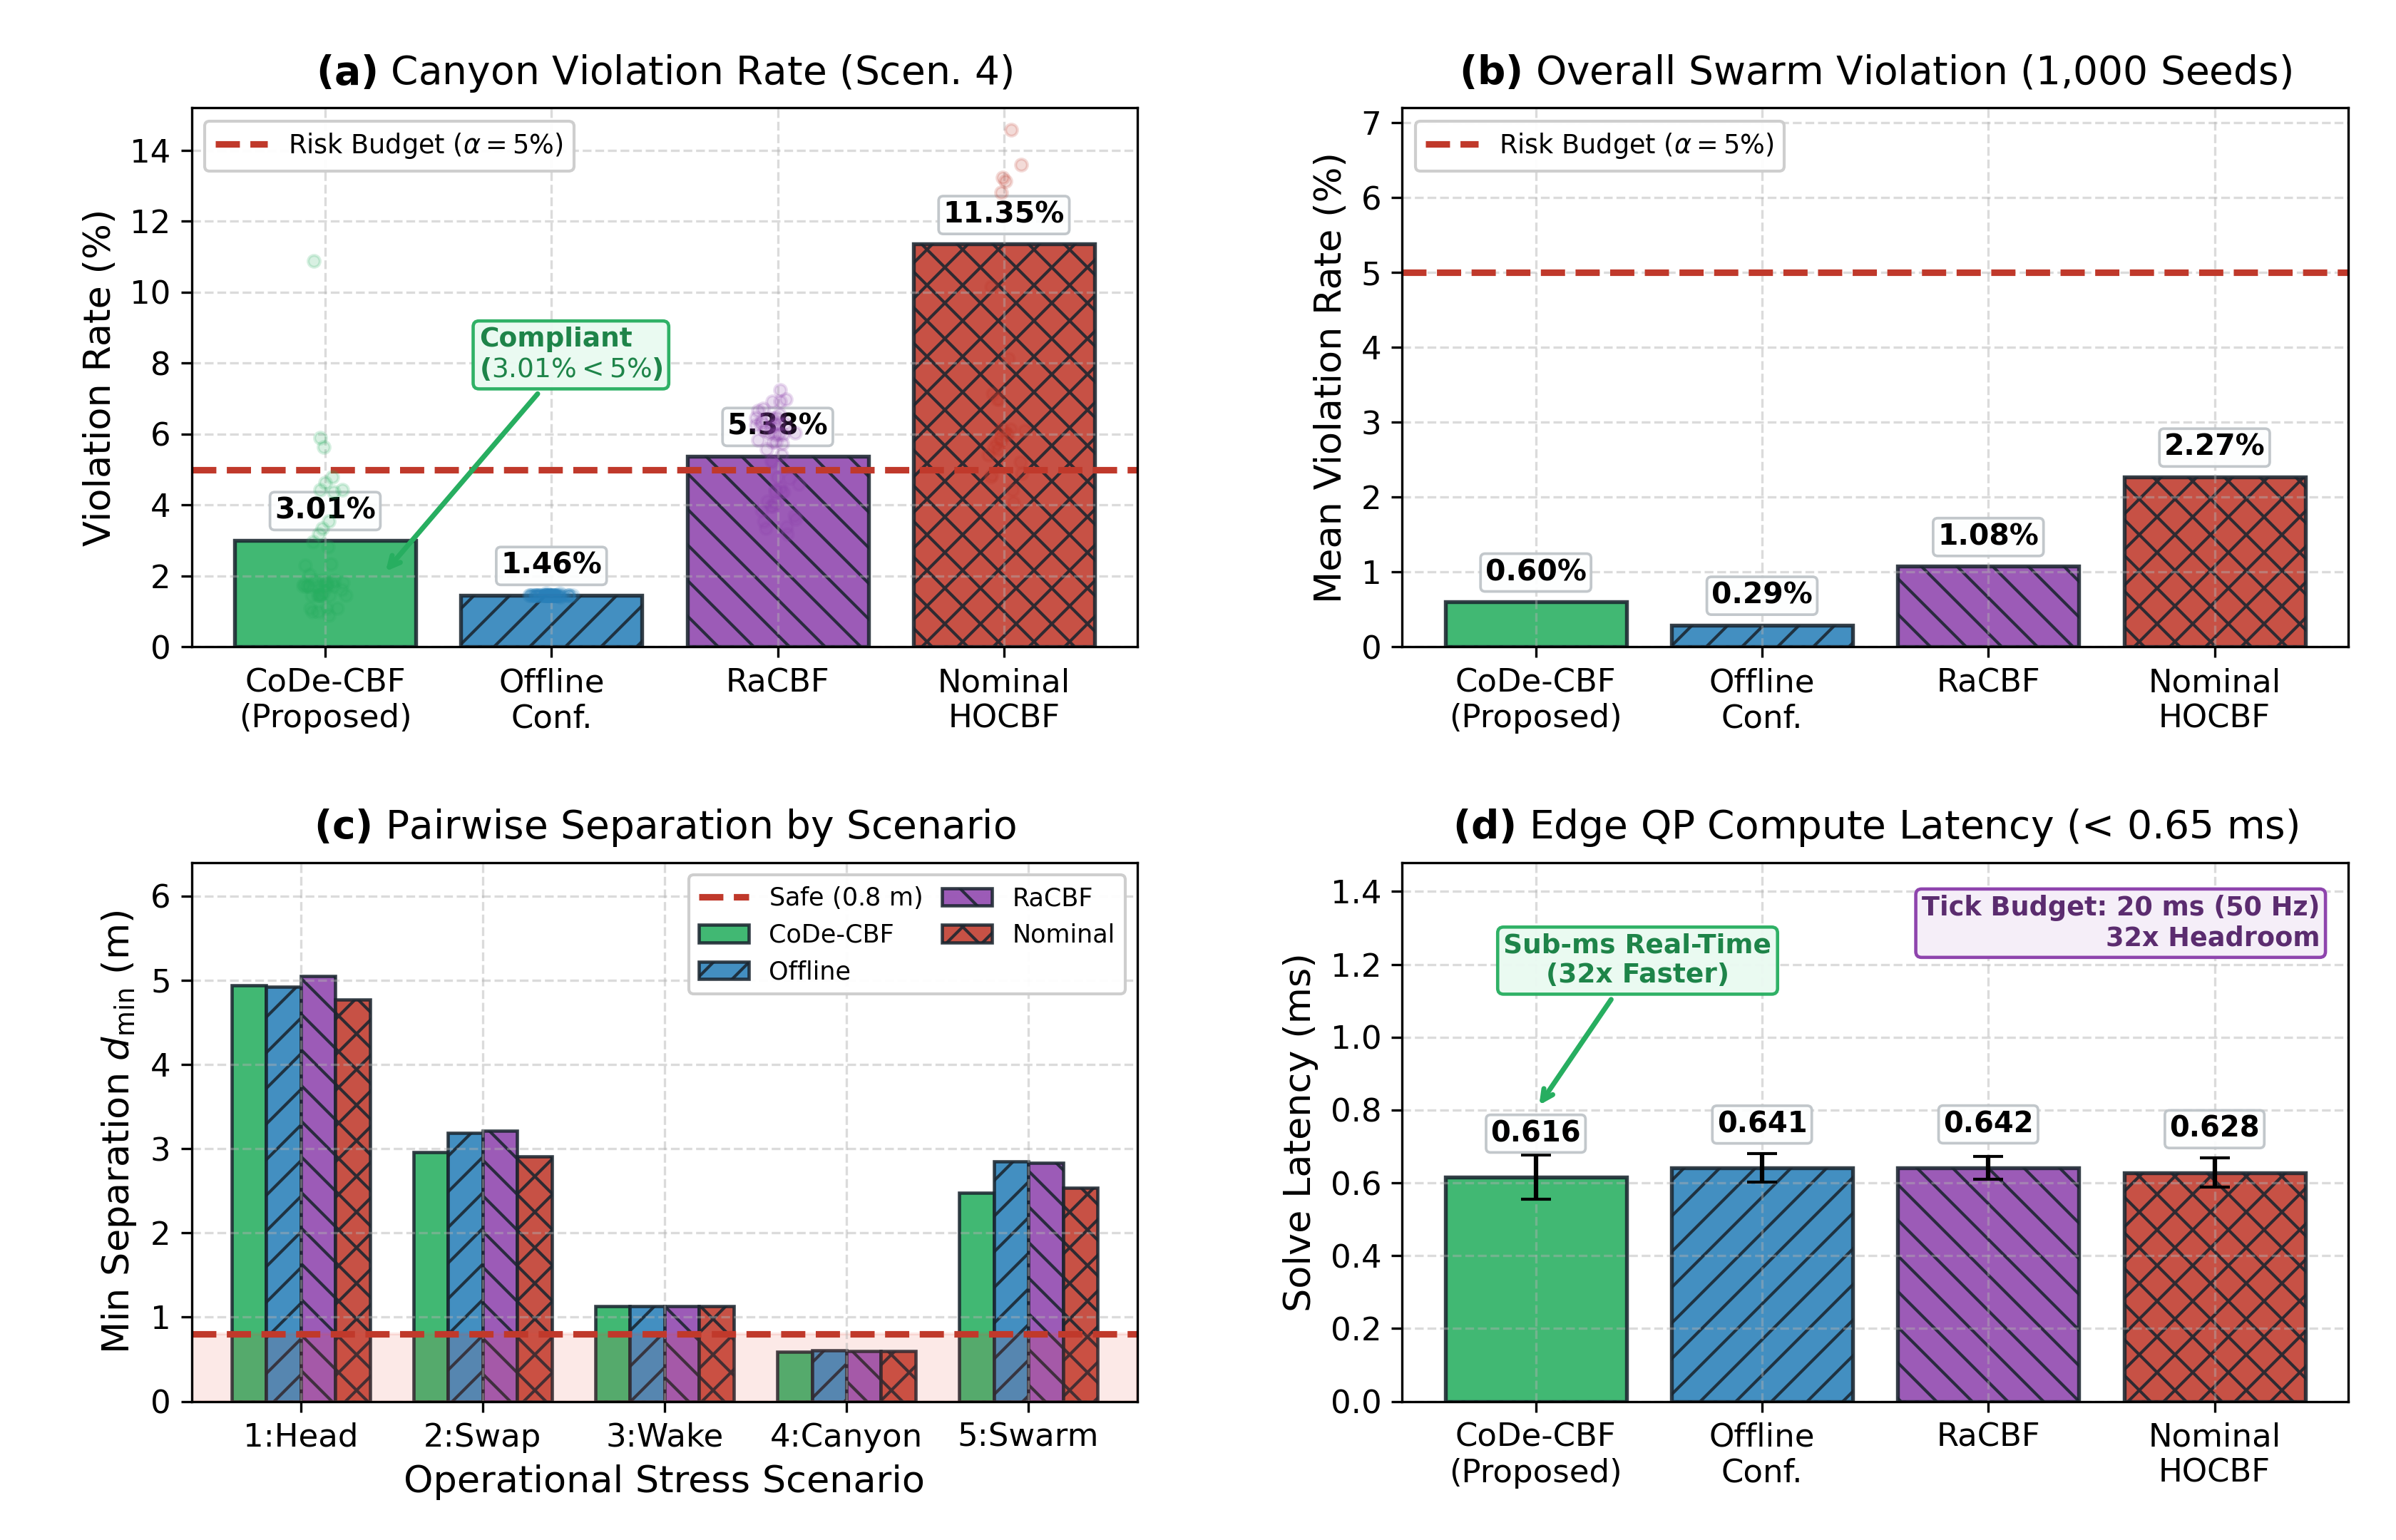 (a) Canyon Violation Rate (Scen. 4)
Violation Rate (%)
14
12
10
8
6
4
2
0
Risk Budget (α = 5%)
Compliant
(3.01% < 5%)
3.01%
1.46%
5.38%
11.35%
CoDe-CBF
(Proposed)
Offline
Conf.
RaCBF
Nominal
HOCBF
(b) Overall Swarm Violation (1,000 Seeds)
Mean Violation Rate (%)
7
6
5
4
3
2
1
0
Risk Budget (α = 5%)
0.60%
0.29%
1.08%
2.27%
CoDe-CBF
(Proposed)
Offline
Conf.
RaCBF
Nominal
HOCBF
(c) Pairwise Separation by Scenario
Min Separation dmin (m)
6
5
4
3
2
1
0
Safe (0.8 m)
CoDe-CBF
Offline
RaCBF
Nominal
1:Head
2:Swap
3:Wake
4:Canyon
5:Swarm
Operational Stress Scenario
(d) Edge QP Compute Latency (< 0.65 ms)
Solve Latency (ms)
1.4
1.2
1.0
0.8
0.6
0.4
0.2
0.0
Tick Budget: 20 ms (50 Hz)
32x Headroom
Sub-ms Real-Time
(32x Faster)
0.616
0.641
0.642
0.628
CoDe-CBF
(Proposed)
Offline
Conf.
RaCBF
Nominal
HOCBF